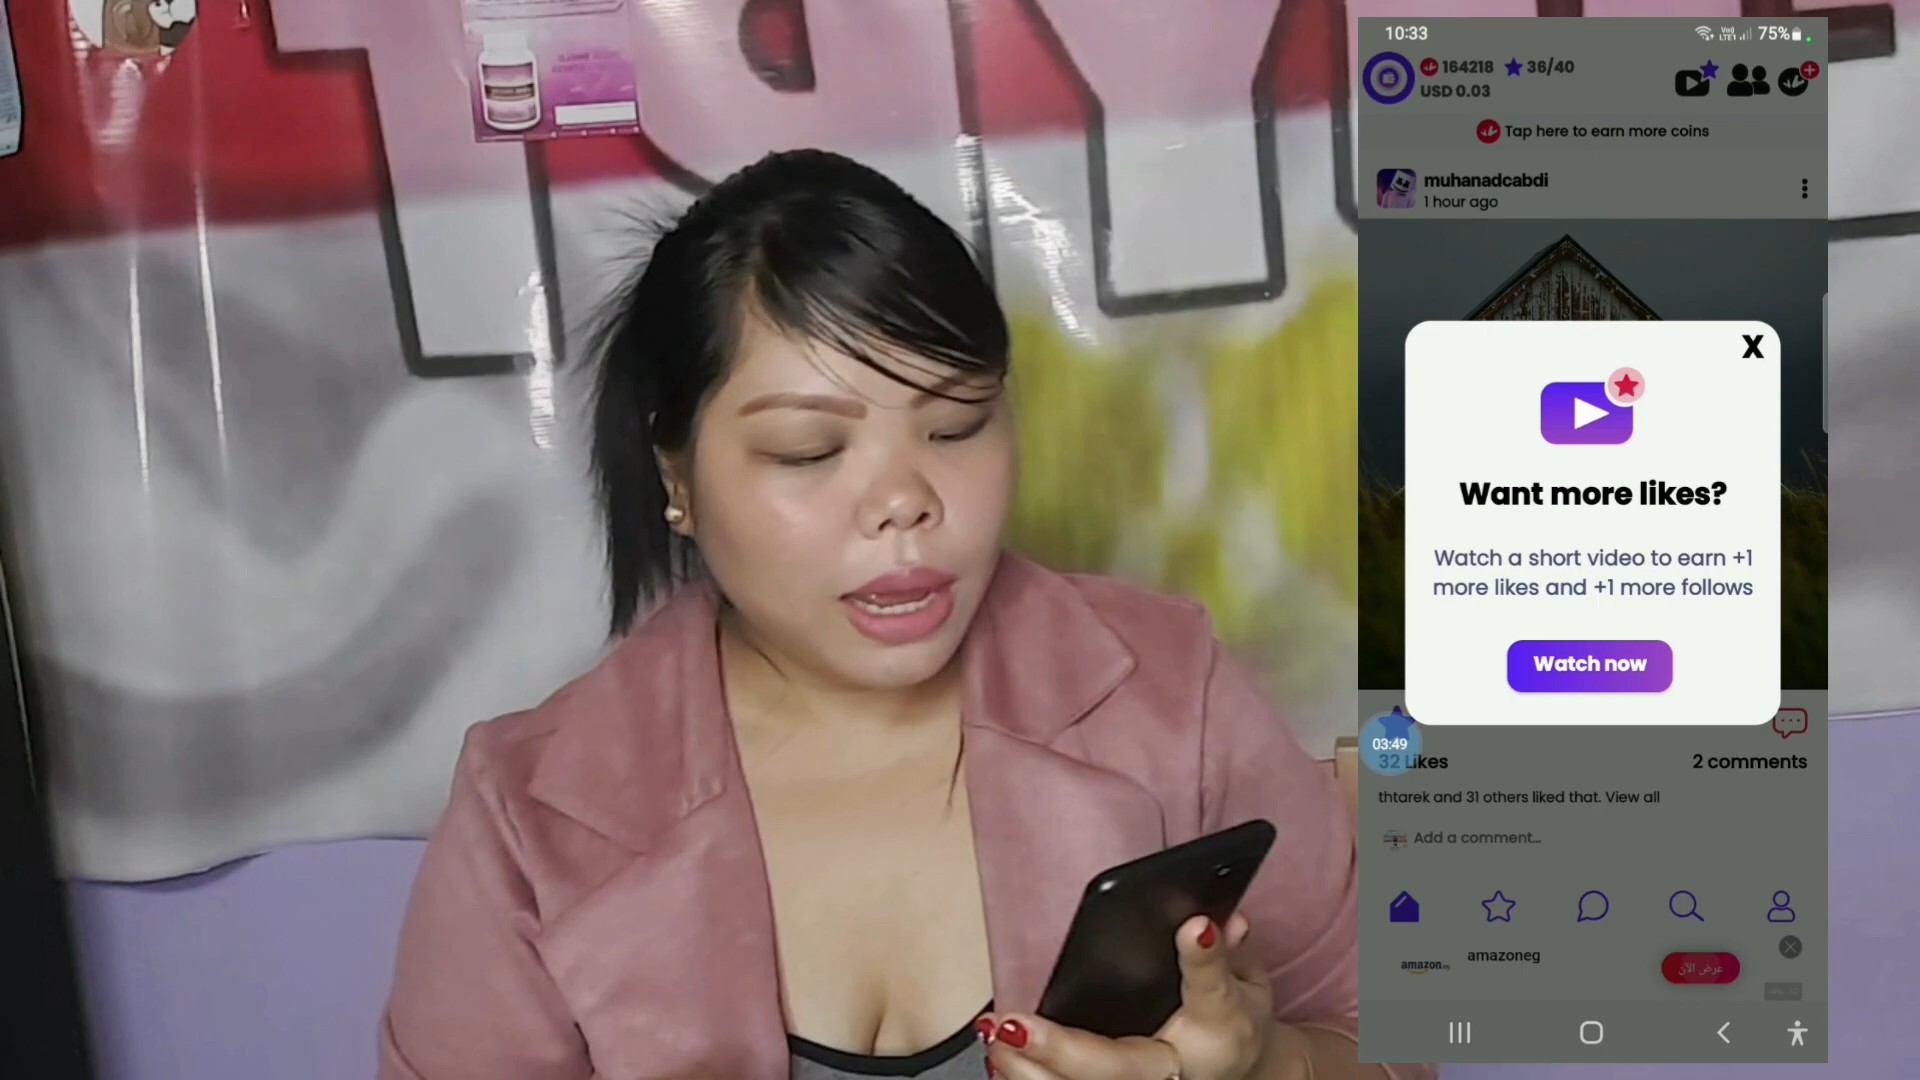 10:33
75%
164218 36/40
USD 0.03
Tap here to earn more coins
muhanadcabdi
1 hour ago
X
Want more likes?
Watch a short video to earn +1
more likes and +1 more follows
Watch now
03:49
32 Likes
2 comments
thtarek and 31 others liked that. View all
Add a comment...
amazon
amazoneg
عرض الآن